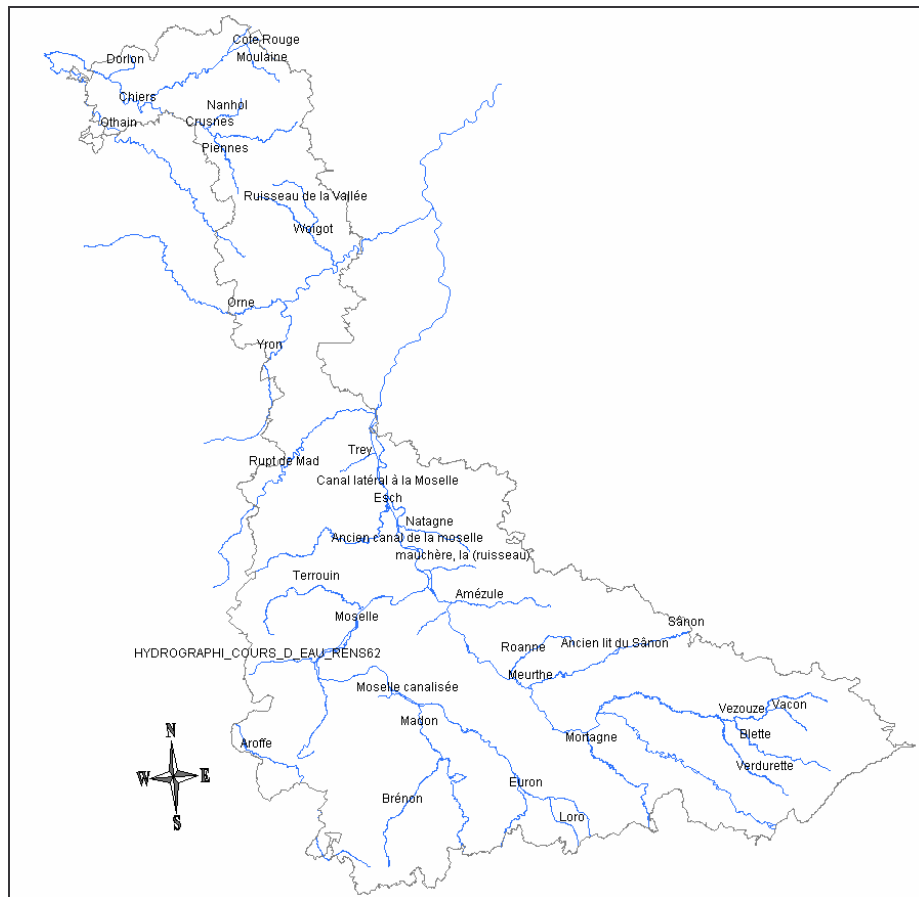 Cote Rouge
Dorlon
Moulaine
Chiers
Nanhol
Othain
Crusnes
Piennes
Ruisseau de la Vallée
Woigot
Orne
Yron
Trey
Rupt de Mad
Canal latéral à la Moselle
Esch
Natagne
Ancien canal de la moselle
mauchère, la (ruisseau)
Terrouin
Amézule
Moselle
Sânon
Roanne
Ancien lit du Sânon
HYDROGRAPHI_COURS_D_EAU_RENS62
Meurthe
Moselle canalisée
Vezouze
Vacon
Madon
Blette
Mortagne
Aroffe
Verdurette
N
W E
S
Euron
Brénon
Loro